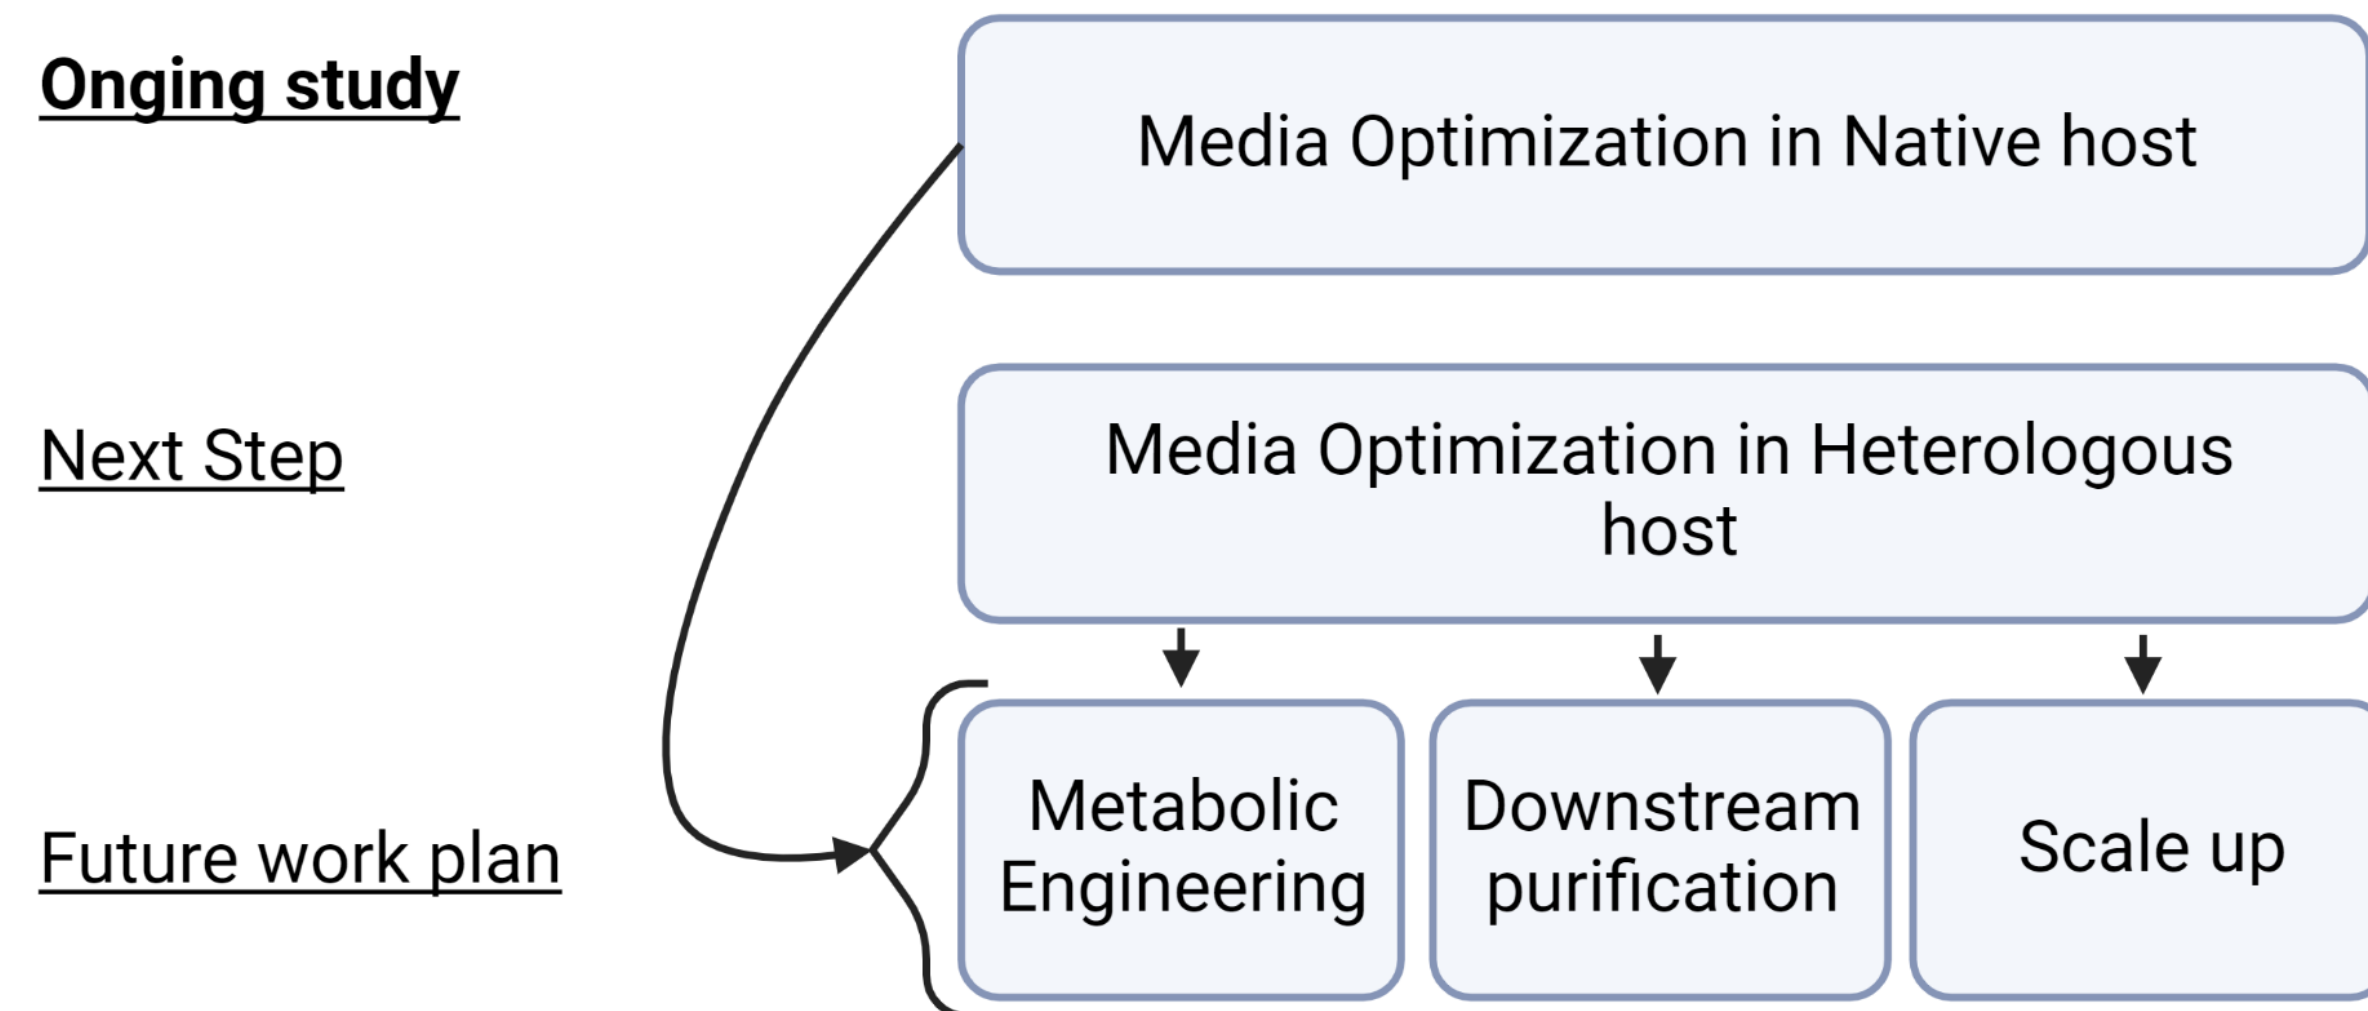 Onging study
Media Optimization in Native host
Next Step
Media Optimization in Heterologous
host
Future work plan
Metabolic
Engineering
Downstream
purification
Scale up